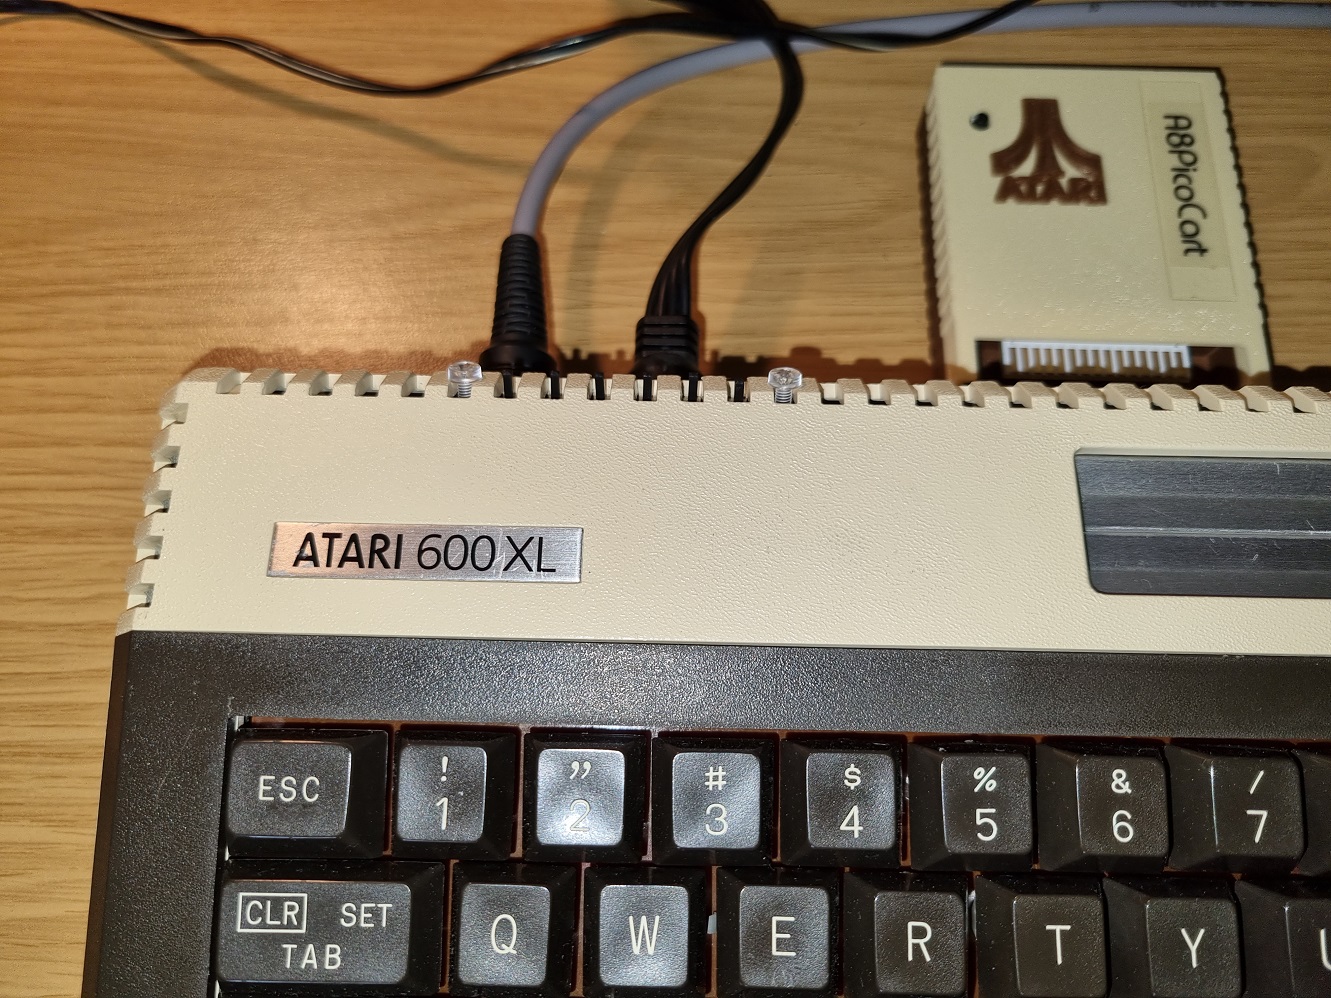 ATARI
A8PicoCart
ATARI 600XL
ESC
!
1
”
2
#
3
$
4
%
5
&
6
/
7
CLR SET
TAB
Q
W
E
R
T
Y